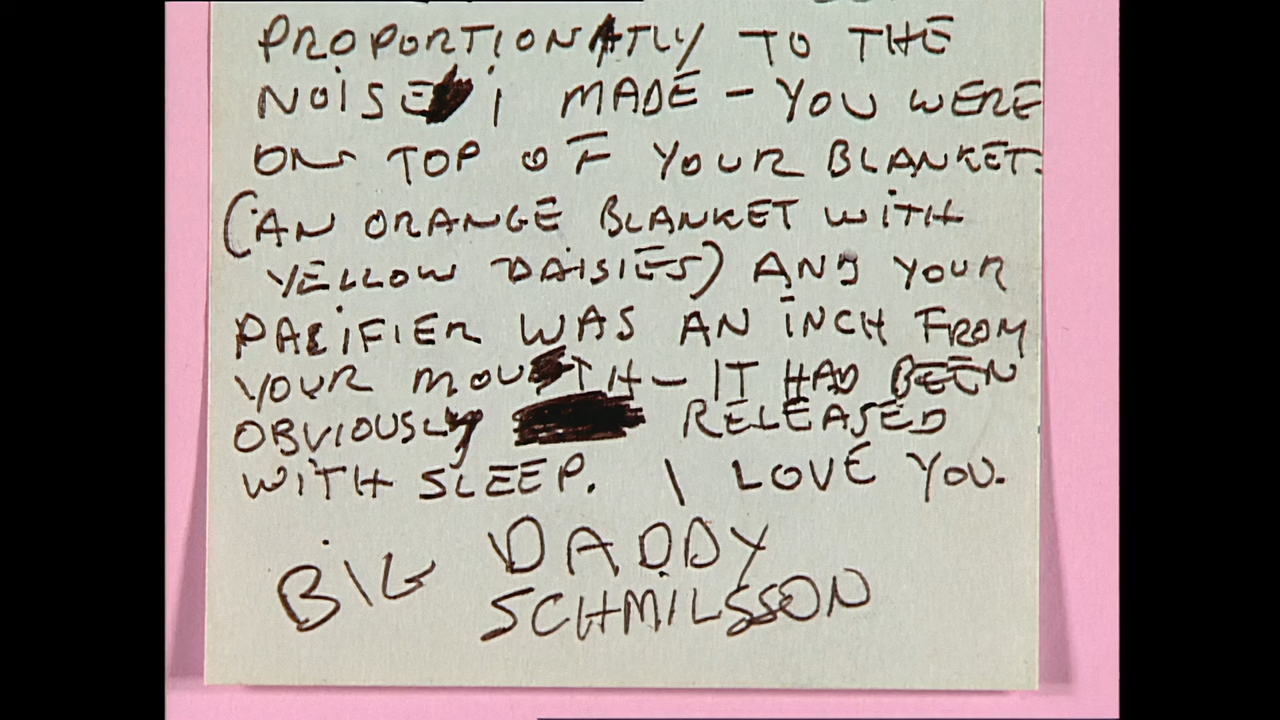 PROPORTIONATLY TO THE
NOISE I MADE - YOU WERE
ON TOP OF YOUR BLANKET.
(AN ORANGE BLANKET WITH
YELLOW DAISIES) AND YOUR
PACIFIER WAS AN INCH FROM
YOUR MOUTH - IT HAD BEEN
OBVIOUSLY RELEASED
WITH SLEEP. I LOVE YOU.
BIG DADDY
SCHMILSSON